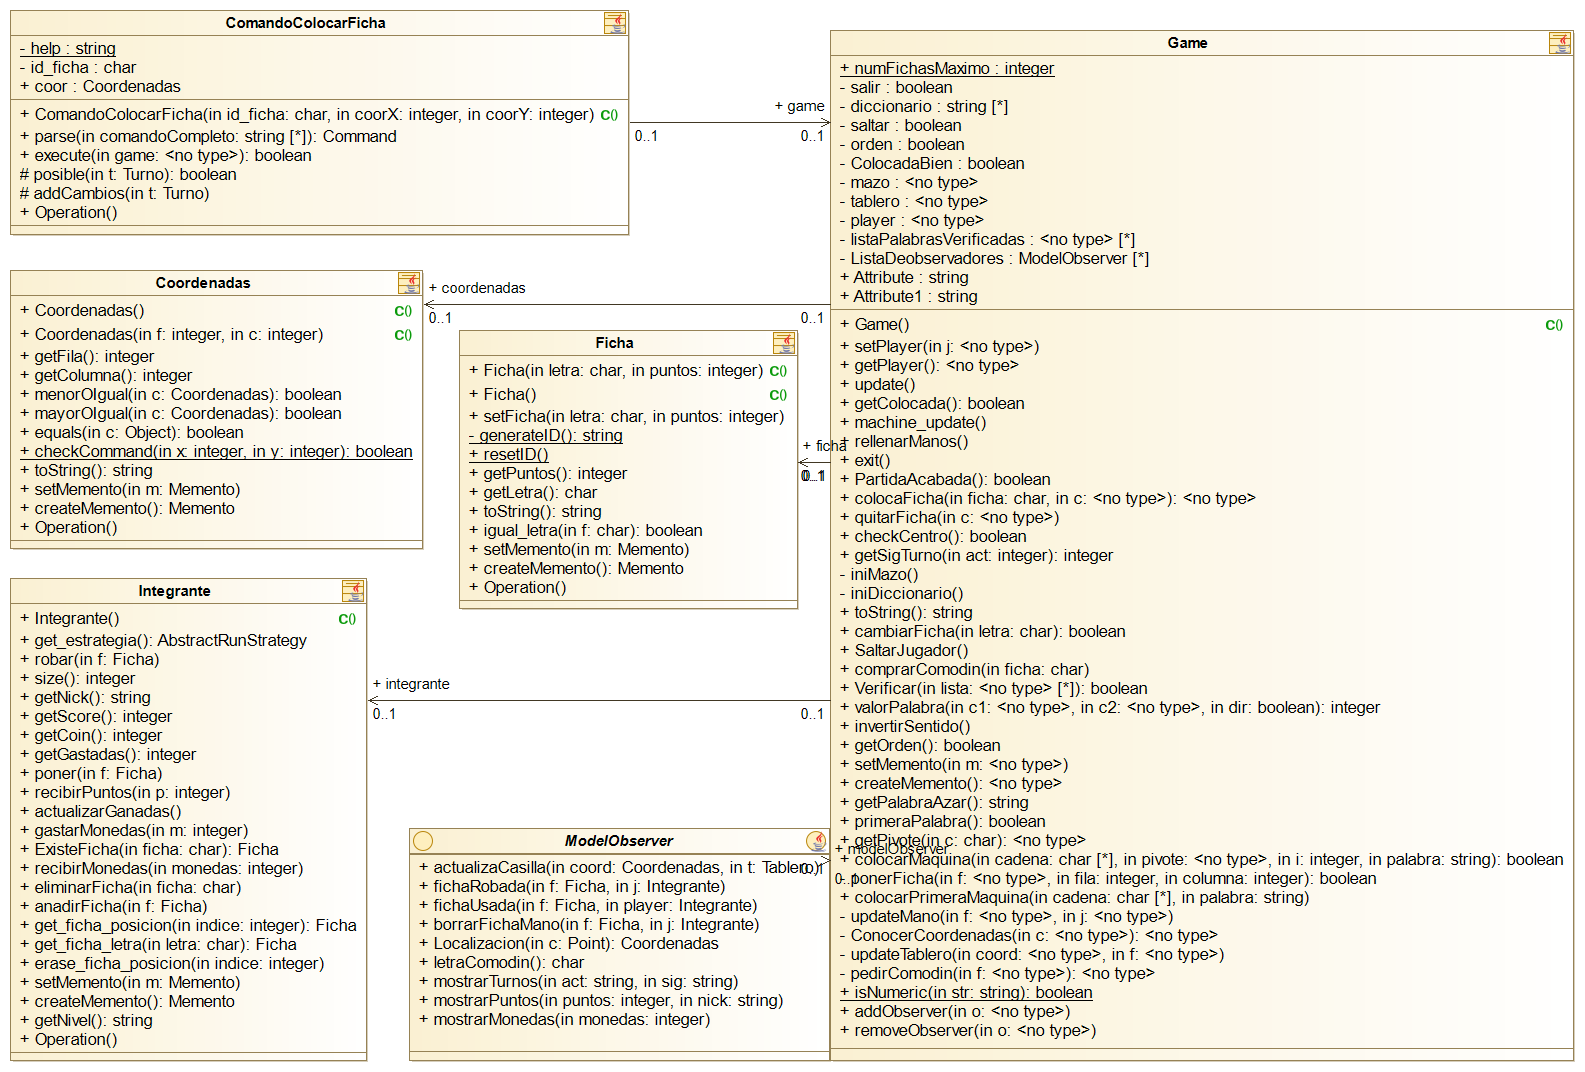 ComandoColocarFicha
- help : string
- id_ficha : char
+ coor : Coordenadas
+ ComandoColocarFicha(in id_ficha: char, in coorX: integer, in coorY: integer) C()
+ parse(in comandoCompleto: string [*]): Command
+ execute(in game: <no type>): boolean
# posible(in t: Turno): boolean
# addCambios(in t: Turno)
+ Operation()
+ game
0..1
0..1
Coordenadas
+ Coordenadas() C()
+ Coordenadas(in f: integer, in c: integer) C()
+ getFila(): integer
+ getColumna(): integer
+ menorOIgual(in c: Coordenadas): boolean
+ mayorOIgual(in c: Coordenadas): boolean
+ equals(in c: Object): boolean
+ checkCommand(in x: integer, in y: integer): boolean
+ toString(): string
+ setMemento(in m: Memento)
+ createMemento(): Memento
+ Operation()
+ coordenadas
0..1
0..1
Ficha
+ Ficha(in letra: char, in puntos: integer) C()
+ Ficha() C()
+ setFicha(in letra: char, in puntos: integer)
- generateID(): string
+ resetID()
+ getPuntos(): integer
+ getLetra(): char
+ toString(): string
+ igual_letra(in f: char): boolean
+ setMemento(in m: Memento)
+ createMemento(): Memento
+ Operation()
+ ficha
0..1
Integrante
+ Integrante() C()
+ get_estrategia(): AbstractRunStrategy
+ robar(in f: Ficha)
+ size(): integer
+ getNick(): string
+ getScore(): integer
+ getCoin(): integer
+ getGastadas(): integer
+ poner(in f: Ficha)
+ recibirPuntos(in p: integer)
+ actualizarGanadas()
+ gastarMonedas(in m: integer)
+ ExisteFicha(in ficha: char): Ficha
+ recibirMonedas(in monedas: integer)
+ eliminarFicha(in ficha: char)
+ anadirFicha(in f: Ficha)
+ get_ficha_posicion(in indice: integer): Ficha
+ get_ficha_letra(in letra: char): Ficha
+ erase_ficha_posicion(in indice: integer)
+ setMemento(in m: Memento)
+ createMemento(): Memento
+ getNivel(): string
+ Operation()
+ integrante
0..1
0..1
ModelObserver
+ actualizaCasilla(in coord: Coordenadas, in t: Tablero)
+ fichaRobada(in f: Ficha, in j: Integrante)
+ fichaUsada(in f: Ficha, in player: Integrante)
+ borrarFichaMano(in f: Ficha, in j: Integrante)
+ Localizacion(in c: Point): Coordenadas
+ letraComodin(): char
+ mostrarTurnos(in act: string, in sig: string)
+ mostrarPuntos(in puntos: integer, in nick: string)
+ mostrarMonedas(in monedas: integer)
+ modelObserver
0..1
0..1
Game
+ numFichasMaximo : integer
- salir : boolean
- diccionario : string [*]
- saltar : boolean
- orden : boolean
- ColocadaBien : boolean
- mazo : <no type>
- tablero : <no type>
- player : <no type>
- listaPalabrasVerificadas : <no type> [*]
- ListaDeobservadores : ModelObserver [*]
+ Attribute : string
+ Attribute1 : string
+ Game() C()
+ setPlayer(in j: <no type>)
+ getPlayer(): <no type>
+ update()
+ getColocada(): boolean
+ machine_update()
rellenarManos()
+ exit()
+ PartidaAcabada(): boolean
+ colocaFicha(in ficha: char, in c: <no type>): <no type>
+ quitarFicha(in c: <no type>)
+ checkCentro(): boolean
+ getSigTurno(in act: integer): integer
- iniMazo()
- iniDiccionario()
+ toString(): string
+ cambiarFicha(in letra: char): boolean
+ SaltarJugador()
+ comprarComodin(in ficha: char)
+ Verificar(in lista: <no type> [*]): boolean
+ valorPalabra(in c1: <no type>, in c2: <no type>, in dir: boolean): integer
+ invertirSentido()
+ getOrden(): boolean
+ setMemento(in m: <no type>)
+ createMemento(): <no type>
+ getPalabraAzar(): string
+ primeraPalabra(): boolean
+ getPivote(in c: char): <no type>
+ colocarMaquina(in cadena: char [*], in pivote: <no type>, in i: integer, in palabra: string): boolean
- ponerFicha(in f: <no type>, in fila: integer, in columna: integer): boolean
+ colocarPrimeraMaquina(in cadena: char [*], in palabra: string)
- updateMano(in f: <no type>, in j: <no type>)
- ConocerCoordenadas(in c: <no type>): <no type>
- updateTablero(in coord: <no type>, in f: <no type>)
- pedirComodin(in f: <no type>): <no type>
+ isNumeric(in str: string): boolean
+ addObserver(in o: <no type>)
+ removeObserver(in o: <no type>)